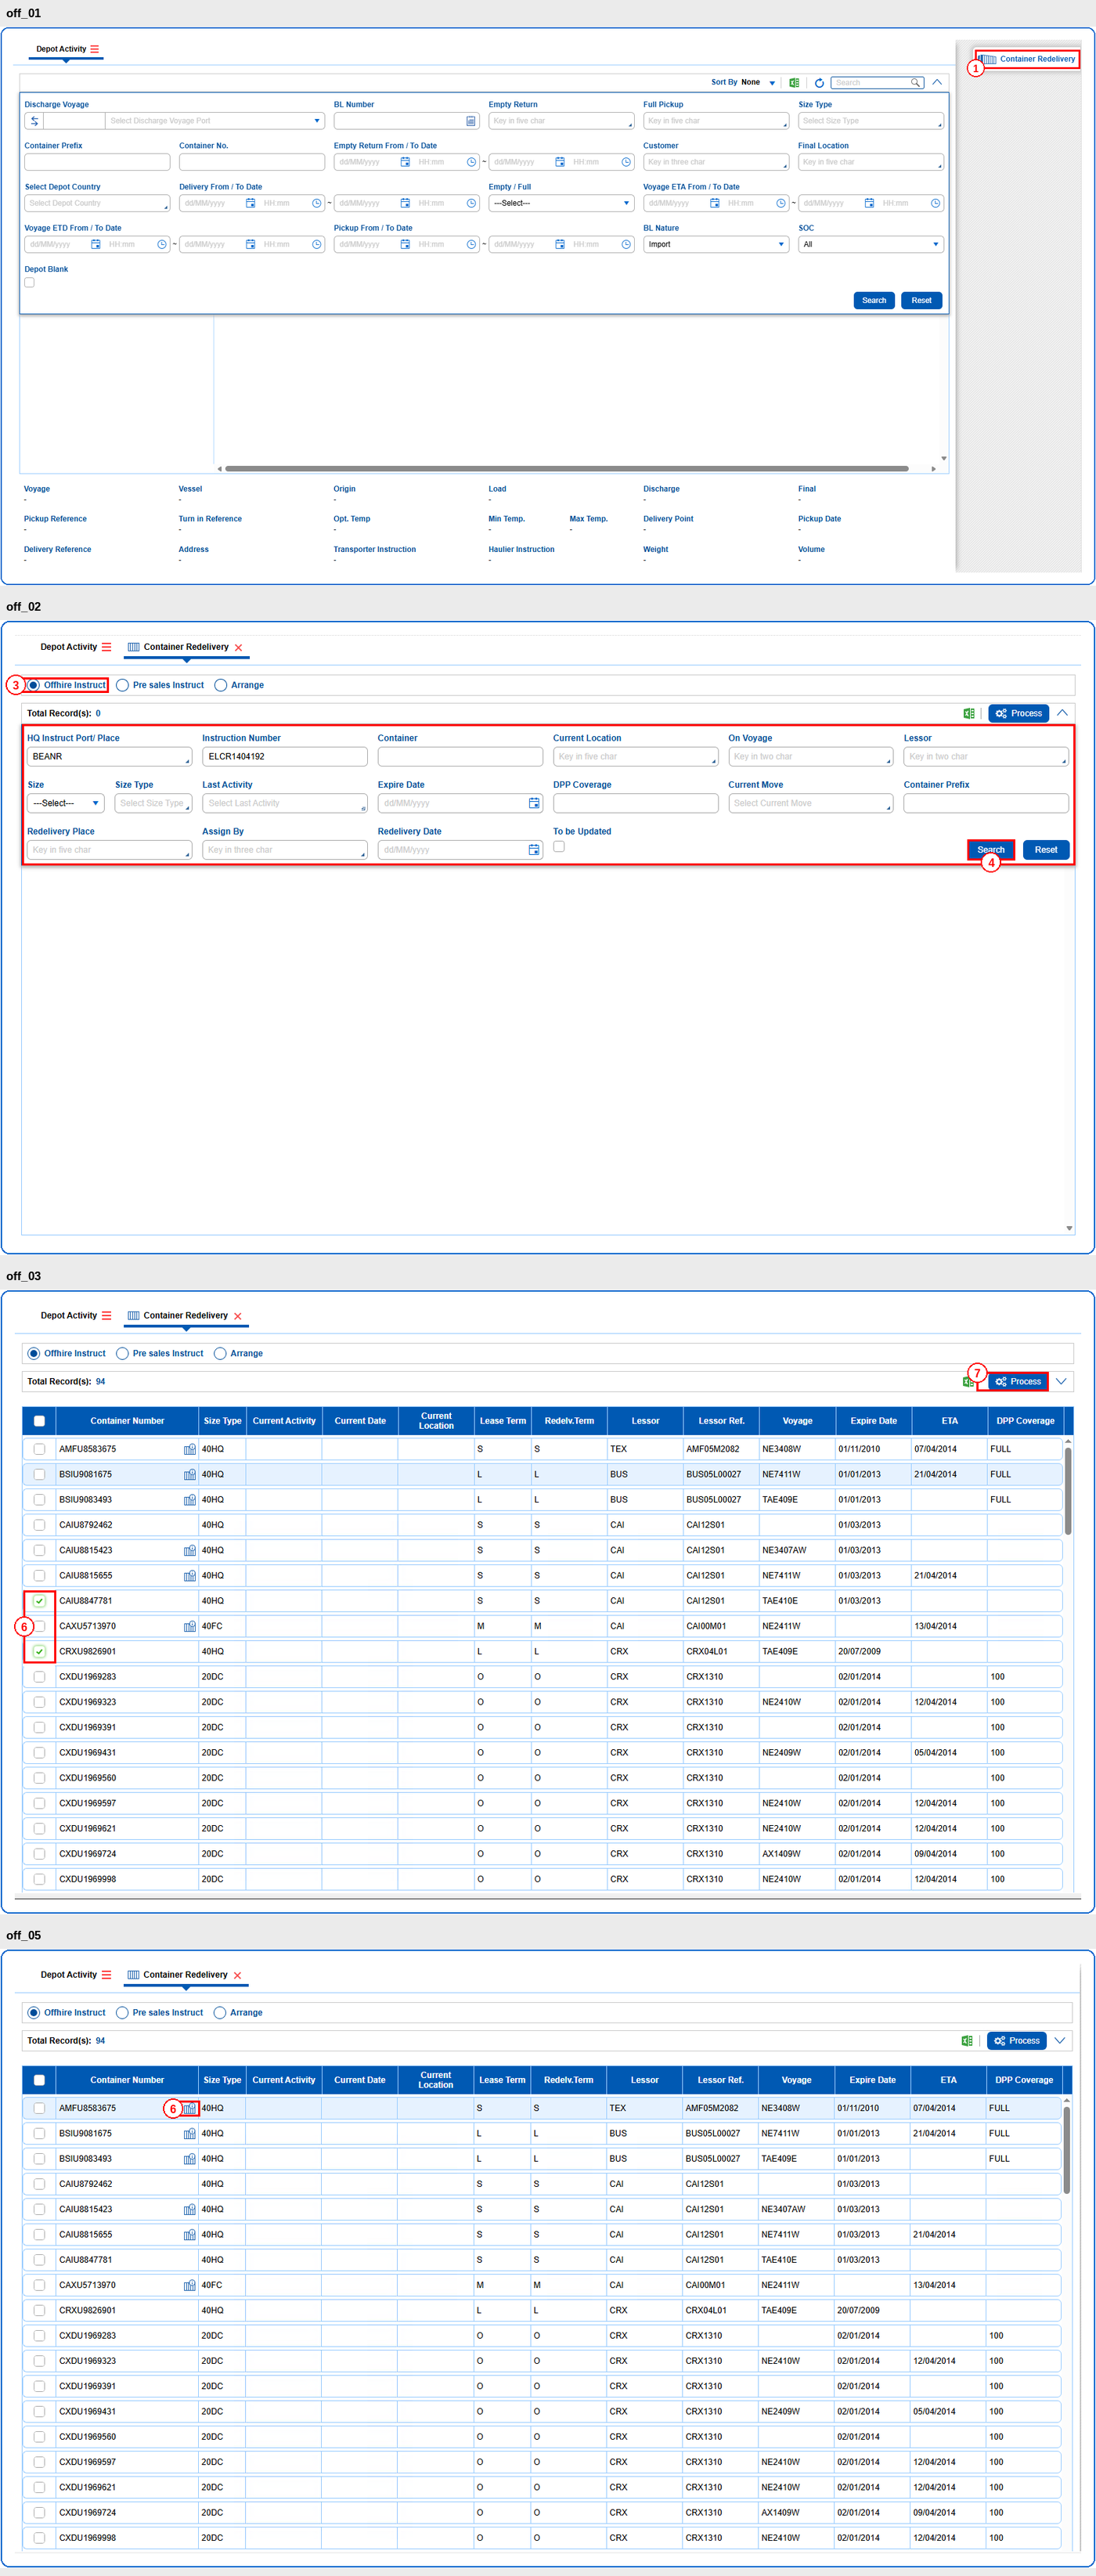 off_01
Depot Activity
1 Container Redelivery
Sort By None Search
Discharge Voyage BL Number Empty Return Full Pickup Size Type
Select Discharge Voyage Port Key in five char Key in five char Select Size Type
Container Prefix Container No. Empty Return From / To Date Customer Final Location
dd/MM/yyyy HH:mm ~ dd/MM/yyyy HH:mm Key in three char Key in five char
Select Depot Country Delivery From / To Date Empty / Full Voyage ETA From / To Date
Select Depot Country dd/MM/yyyy HH:mm ~ dd/MM/yyyy HH:mm ---Select--- dd/MM/yyyy HH:mm ~ dd/MM/yyyy HH:mm
Voyage ETD From / To Date Pickup From / To Date BL Nature SOC
dd/MM/yyyy HH:mm ~ dd/MM/yyyy HH:mm dd/MM/yyyy HH:mm ~ dd/MM/yyyy HH:mm Import All
Depot Blank
Search Reset
Voyage Vessel Origin Load Discharge Final
- - - - - -
Pickup Reference Turn in Reference Opt. Temp Min Temp. Max Temp. Delivery Point Pickup Date
- - - - - - -
Delivery Reference Address Transporter Instruction Haulier Instruction Weight Volume
- - - - - -
off_02
Depot Activity Container Redelivery
3 Offhire Instruct Pre sales Instruct Arrange
Total Record(s): 0 Process
HQ Instruct Port/ Place Instruction Number Container Current Location On Voyage Lessor
BEANR ELCR1404192 Key in five char Key in two char Key in two char
Size Size Type Last Activity Expire Date DPP Coverage Current Move Container Prefix
---Select--- Select Size Type Select Last Activity dd/MM/yyyy Select Current Move
Redelivery Place Assign By Redelivery Date To be Updated
Key in five char Key in three char dd/MM/yyyy Search Reset
4
off_03
Depot Activity Container Redelivery
Offhire Instruct Pre sales Instruct Arrange
Total Record(s): 94 7 Process
Container Number Size Type Current Activity Current Date Current Location Lease Term Redelv.Term Lessor Lessor Ref. Voyage Expire Date ETA DPP Coverage
AMFU8583675 40HQ S S TEX AMF05M2082 NE3408W 01/11/2010 07/04/2014 FULL
BSIU9081675 40HQ L L BUS BUS05L00027 NE7411W 01/01/2013 21/04/2014 FULL
BSIU9083493 40HQ L L BUS BUS05L00027 TAE409E 01/01/2013 FULL
CAIU8792462 40HQ S S CAI CAI12S01 01/03/2013
CAIU8815423 40HQ S S CAI CAI12S01 NE3407AW 01/03/2013
CAIU8815655 40HQ S S CAI CAI12S01 NE7411W 01/03/2013 21/04/2014
CAIU8847781 40HQ S S CAI CAI12S01 TAE410E 01/03/2013
6 CAXU5713970 40FC M M CAI CAI00M01 NE2411W 13/04/2014
CRXU9826901 40HQ L L CRX CRX04L01 TAE409E 20/07/2009
CXDU1969283 20DC O O CRX CRX1310 02/01/2014 100
CXDU1969323 20DC O O CRX CRX1310 NE2410W 02/01/2014 12/04/2014 100
CXDU1969391 20DC O O CRX CRX1310 02/01/2014 100
CXDU1969431 20DC O O CRX CRX1310 NE2409W 02/01/2014 05/04/2014 100
CXDU1969560 20DC O O CRX CRX1310 02/01/2014 100
CXDU1969597 20DC O O CRX CRX1310 NE2410W 02/01/2014 12/04/2014 100
CXDU1969621 20DC O O CRX CRX1310 NE2410W 02/01/2014 12/04/2014 100
CXDU1969724 20DC O O CRX CRX1310 AX1409W 02/01/2014 09/04/2014 100
CXDU1969998 20DC O O CRX CRX1310 NE2410W 02/01/2014 12/04/2014 100
off_05
Depot Activity Container Redelivery
Offhire Instruct Pre sales Instruct Arrange
Total Record(s): 94 Process
Container Number Size Type Current Activity Current Date Current Location Lease Term Redelv.Term Lessor Lessor Ref. Voyage Expire Date ETA DPP Coverage
AMFU8583675 6 40HQ S S TEX AMF05M2082 NE3408W 01/11/2010 07/04/2014 FULL
BSIU9081675 40HQ L L BUS BUS05L00027 NE7411W 01/01/2013 21/04/2014 FULL
BSIU9083493 40HQ L L BUS BUS05L00027 TAE409E 01/01/2013 FULL
CAIU8792462 40HQ S S CAI CAI12S01 01/03/2013
CAIU8815423 40HQ S S CAI CAI12S01 NE3407AW 01/03/2013
CAIU8815655 40HQ S S CAI CAI12S01 NE7411W 01/03/2013 21/04/2014
CAIU8847781 40HQ S S CAI CAI12S01 TAE410E 01/03/2013
CAXU5713970 40FC M M CAI CAI00M01 NE2411W 13/04/2014
CRXU9826901 40HQ L L CRX CRX04L01 TAE409E 20/07/2009
CXDU1969283 20DC O O CRX CRX1310 02/01/2014 100
CXDU1969323 20DC O O CRX CRX1310 NE2410W 02/01/2014 12/04/2014 100
CXDU1969391 20DC O O CRX CRX1310 02/01/2014 100
CXDU1969431 20DC O O CRX CRX1310 NE2409W 02/01/2014 05/04/2014 100
CXDU1969560 20DC O O CRX CRX1310 02/01/2014 100
CXDU1969597 20DC O O CRX CRX1310 NE2410W 02/01/2014 12/04/2014 100
CXDU1969621 20DC O O CRX CRX1310 NE2410W 02/01/2014 12/04/2014 100
CXDU1969724 20DC O O CRX CRX1310 AX1409W 02/01/2014 09/04/2014 100
CXDU1969998 20DC O O CRX CRX1310 NE2410W 02/01/2014 12/04/2014 100